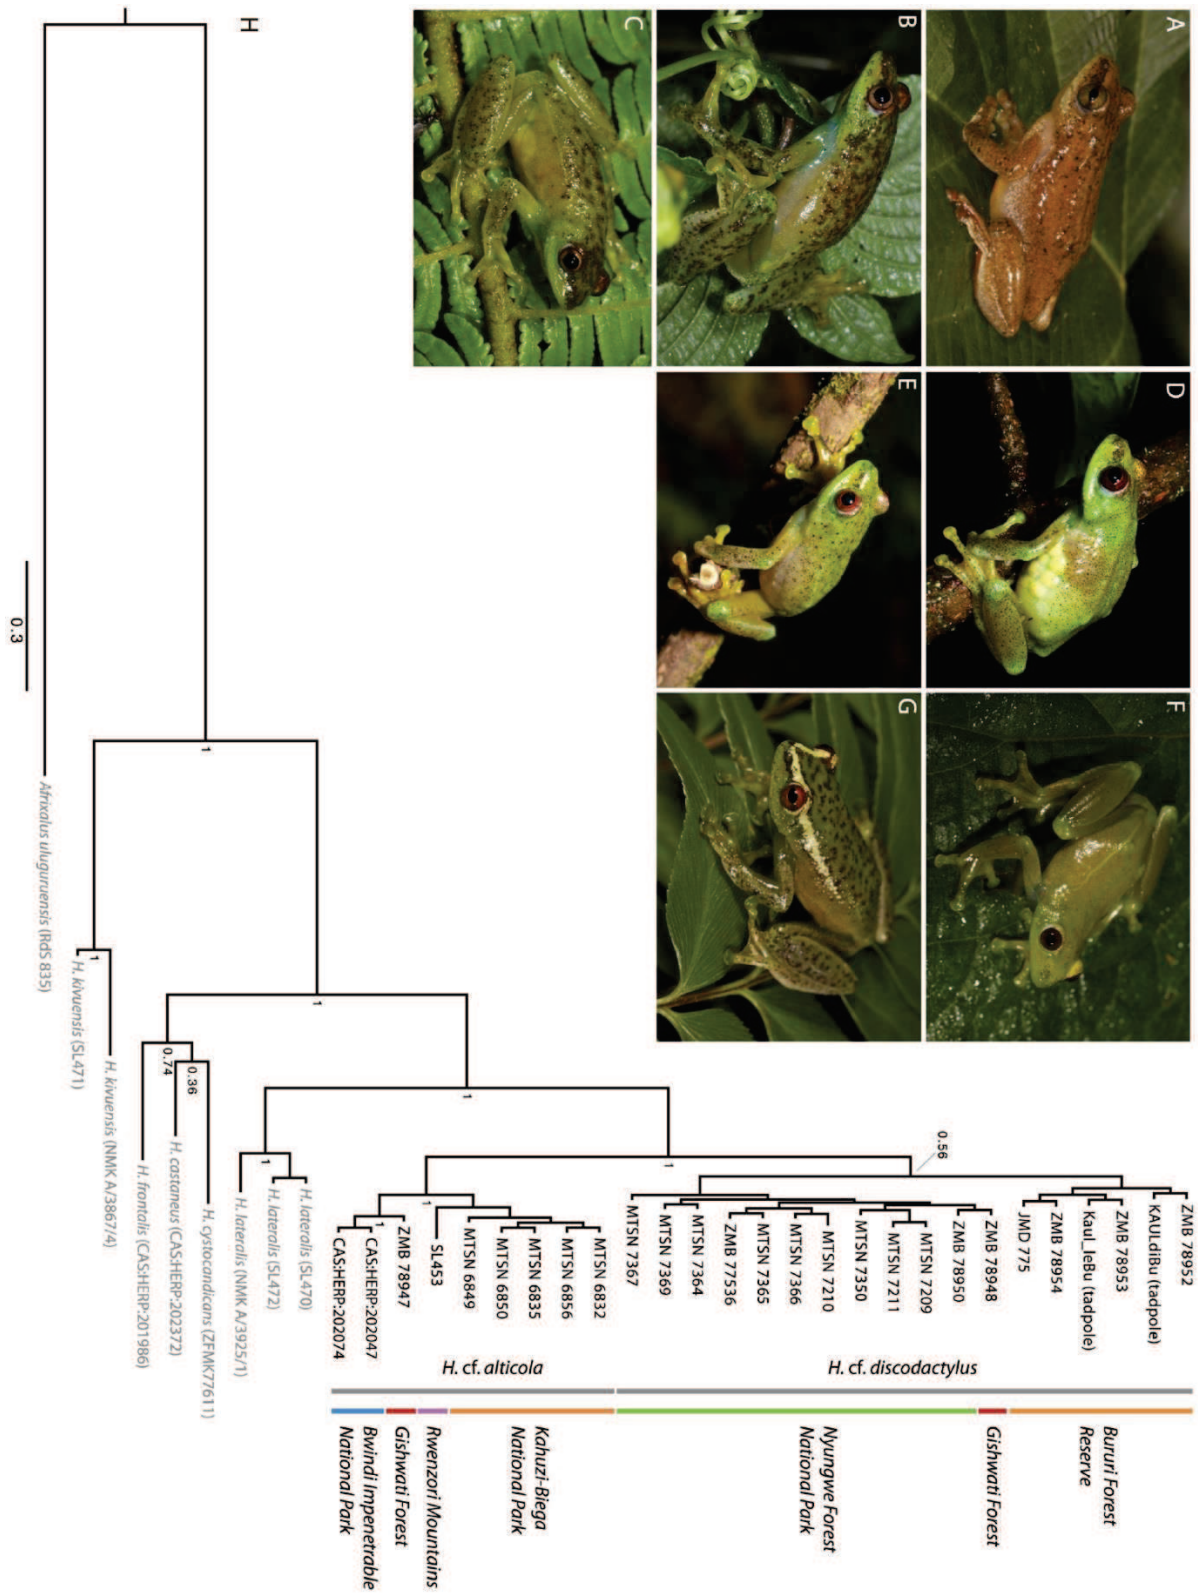 A
B
C
D
E
F
G
H
ZMB 78952
KAULdiBu (tadpole)
ZMB 78953
Kaul_leBu (tadpole)
ZMB 78954
JMD 775
ZMB 78948
ZMB 78950
MTSN 7209
MTSN 7211
MTSN 7350
MTSN 7210
MTSN 7366
MTSN 7365
ZMB 77536
MTSN 7364
MTSN 7369
MTSN 7367
MTSN 6832
MTSN 6856
MTSN 6835
MTSN 6850
MTSN 6849
SL453
ZMB 78947
CAS:HERP:202047
CAS:HERP:202074
H. lateralis (SL470)
H. lateralis (SL472)
H. lateralis (NMK A/3925/1)
H. cystocandicans (ZFMK77611)
H. castaneus (CAS:HERP:202372)
H. frontalis (CAS:HERP:201986)
H. kivuensis (NMK A/3867/4)
H. kivuensis (SL471)
Afrixalus uluguruensis (RdS 835)
0.56
1
1
1
1
1
1
0.36
0.74
1
1
0.3
H. cf. discodactylus
H. cf. alticola
Bururi Forest
Reserve
Gishwati Forest
Nyungwe Forest
National Park
Kahuzi-Biega
National Park
Rwenzori Mountains
Gishwati Forest
Bwindi Impenetrable
National Park